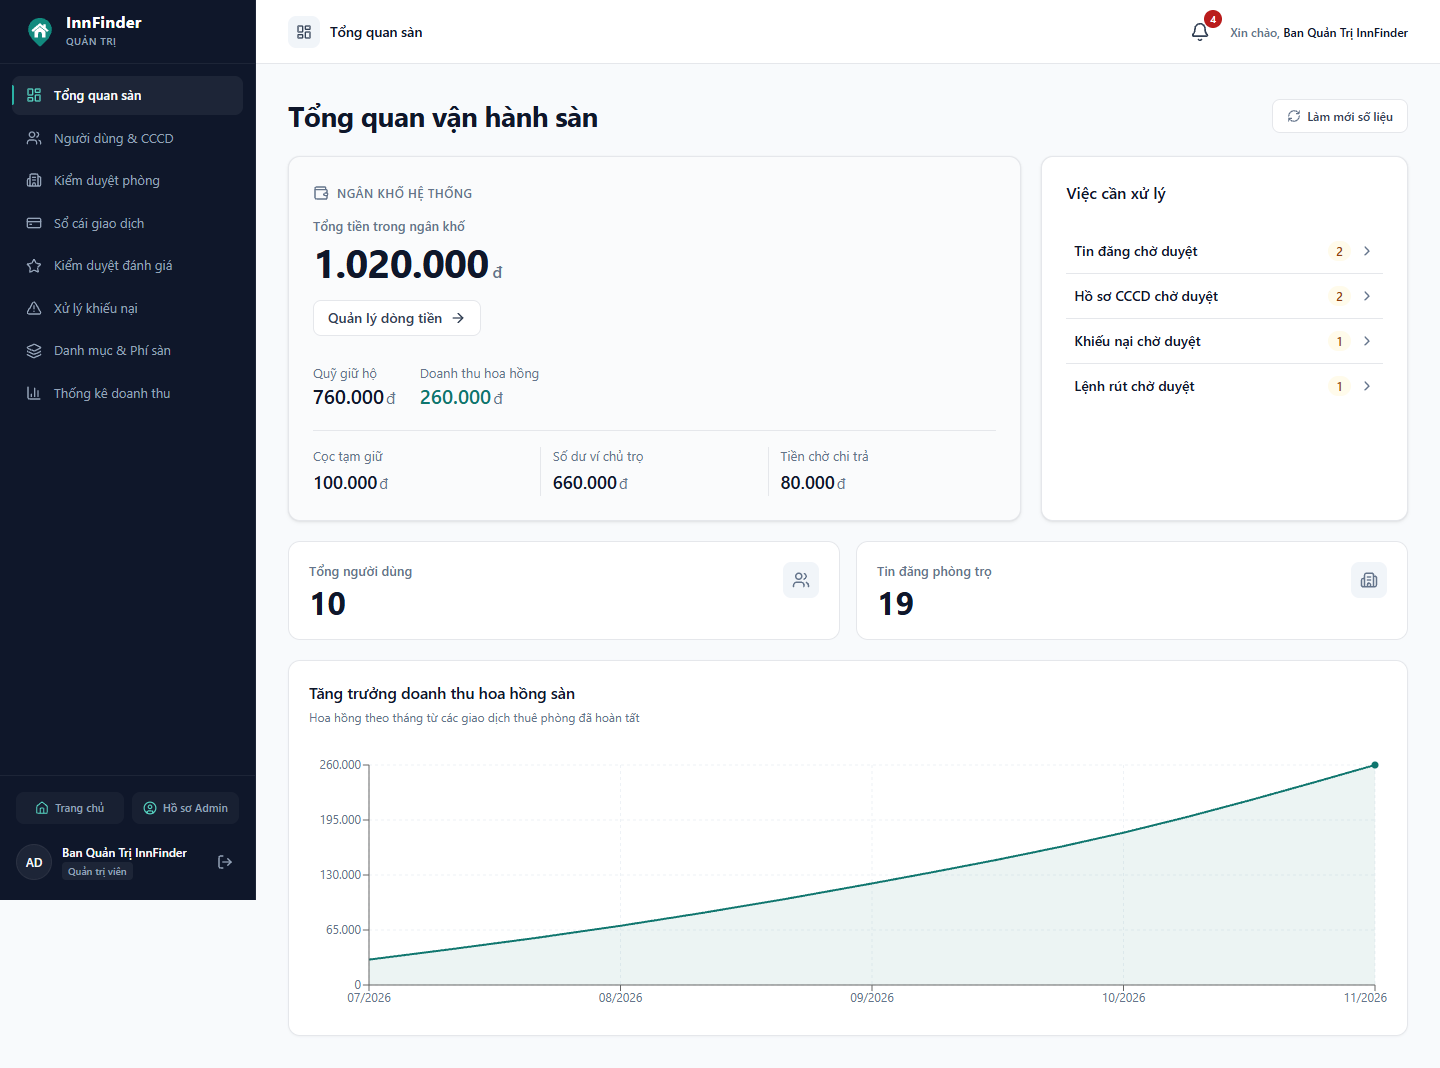 InnFinder
QUẢN TRỊ
Tổng quan sàn
Người dùng & CCCD
Kiểm duyệt phòng
Sổ cái giao dịch
Kiểm duyệt đánh giá
Xử lý khiếu nại
Danh mục & Phí sàn
Thống kê doanh thu
Trang chủ
Hồ sơ Admin
AD
Ban Quản Trị InnFinder
Quản trị viên
Tổng quan sàn
4
Xin chào, Ban Quản Trị InnFinder
Tổng quan vận hành sàn
Làm mới số liệu
NGÂN KHỐ HỆ THỐNG
Tổng tiền trong ngân khố
1.020.000 đ
Quản lý dòng tiền
Quỹ giữ hộ
760.000 đ
Doanh thu hoa hồng
260.000 đ
Cọc tạm giữ
100.000 đ
Số dư ví chủ trọ
660.000 đ
Tiền chờ chi trả
80.000 đ
Việc cần xử lý
Tin đăng chờ duyệt 2
Hồ sơ CCCD chờ duyệt 2
Khiếu nại chờ duyệt 1
Lệnh rút chờ duyệt 1
Tổng người dùng
10
Tin đăng phòng trọ
19
Tăng trưởng doanh thu hoa hồng sàn
Hoa hồng theo tháng từ các giao dịch thuê phòng đã hoàn tất
260.000
195.000
130.000
65.000
0
07/2026 08/2026 09/2026 10/2026 11/2026